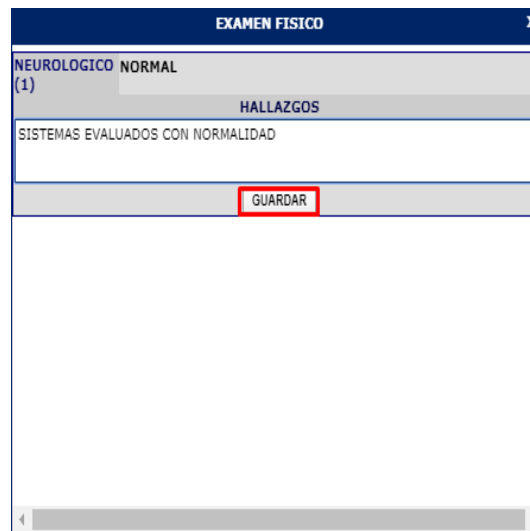 EXAMEN FISICO
NEUROLOGICO NORMAL
(1)
HALLAZGOS
SISTEMAS EVALUADOS CON NORMALIDAD
GUARDAR